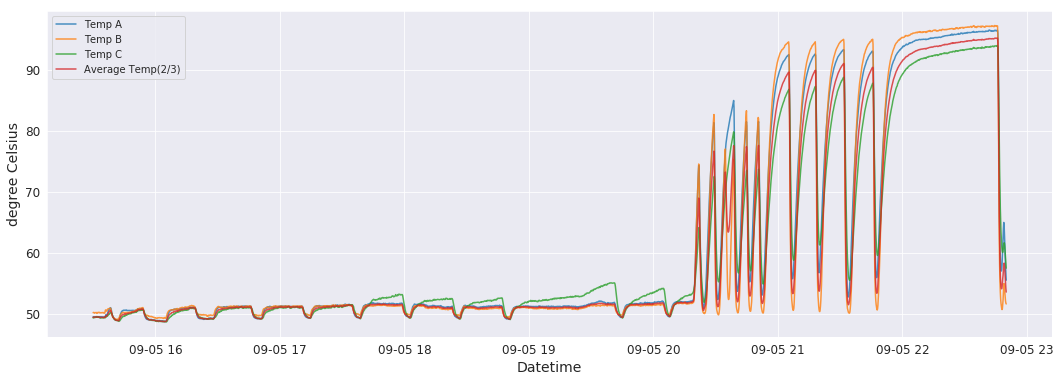 Temp A
Temp B
Temp C
Average Temp(2/3)
90
80
70
60
50
degree Celsius
09-05 16 09-05 17 09-05 18 09-05 19 09-05 20 09-05 21 09-05 22 09-05 23
Datetime